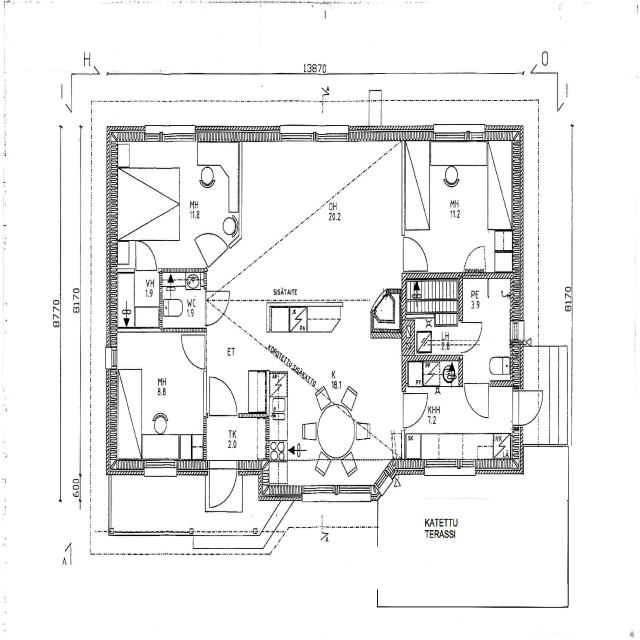 H
O
13870
A
MH
11.8
OH
20.2
MH
11.2
8770
8170
8170
VH
1.9
WC
1.9
SISÄTAITE
PE
3.9
LH
2.8
ET
KOROTETTU SISÄKATTO
K
18.1
MH
8.8
KHH
7.2
TK
2.0
SK
600
A
A
KATETTU
TERASSI